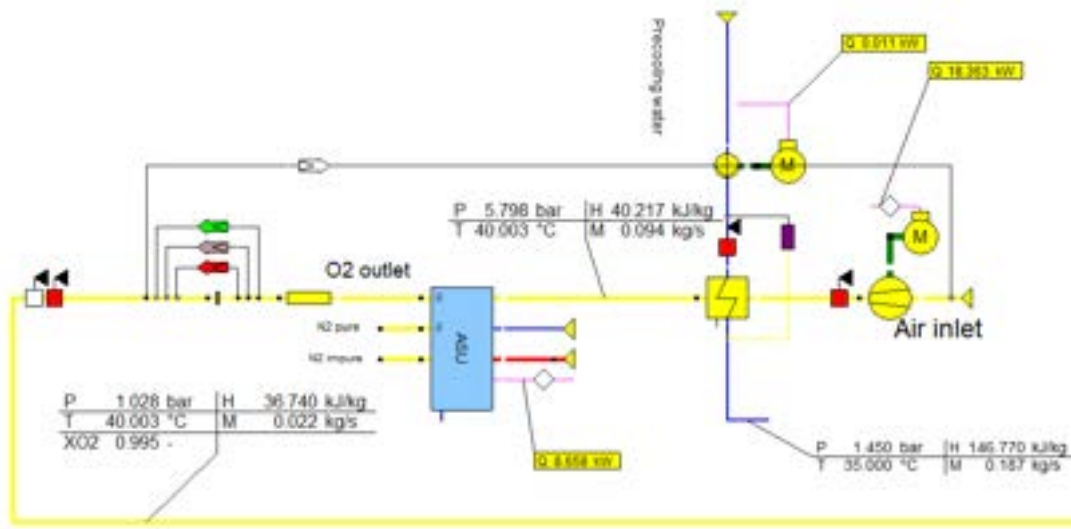 Precooling water
Q 0.011 kW
Q 18.363 kW
M
P 5.798 bar H 40.217 kJ/kg
T 40.003 °C M 0.094 kg/s
M
O2 outlet
Air inlet
N2 pure
ASU
N2 impure
P 1.028 bar H 36.740 kJ/kg
T 40.003 °C M 0.022 kg/s
XO2 0.995 -
P 1.450 bar H 146.770 kJ/kg
T 35.000 °C M 0.187 kg/s
Q 8.658 kW